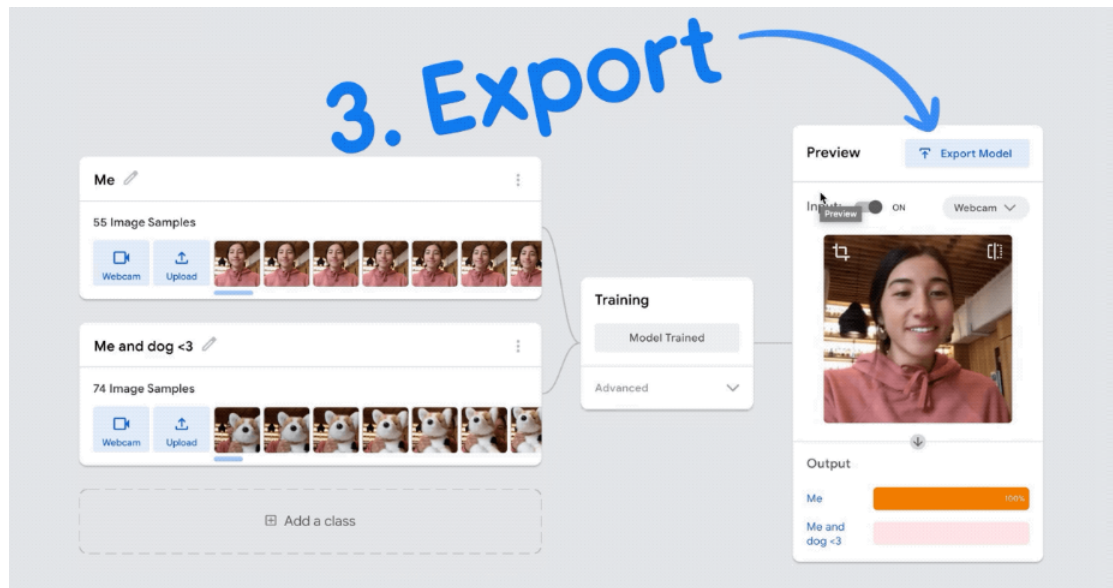 3. Export
Me
55 Image Samples
Webcam
Upload
Me and dog <3
74 Image Samples
Webcam
Upload
Add a class
Training
Model Trained
Advanced
Preview
Export Model
Preview
ON
Webcam
Output
Me
100%
Me and
dog <3